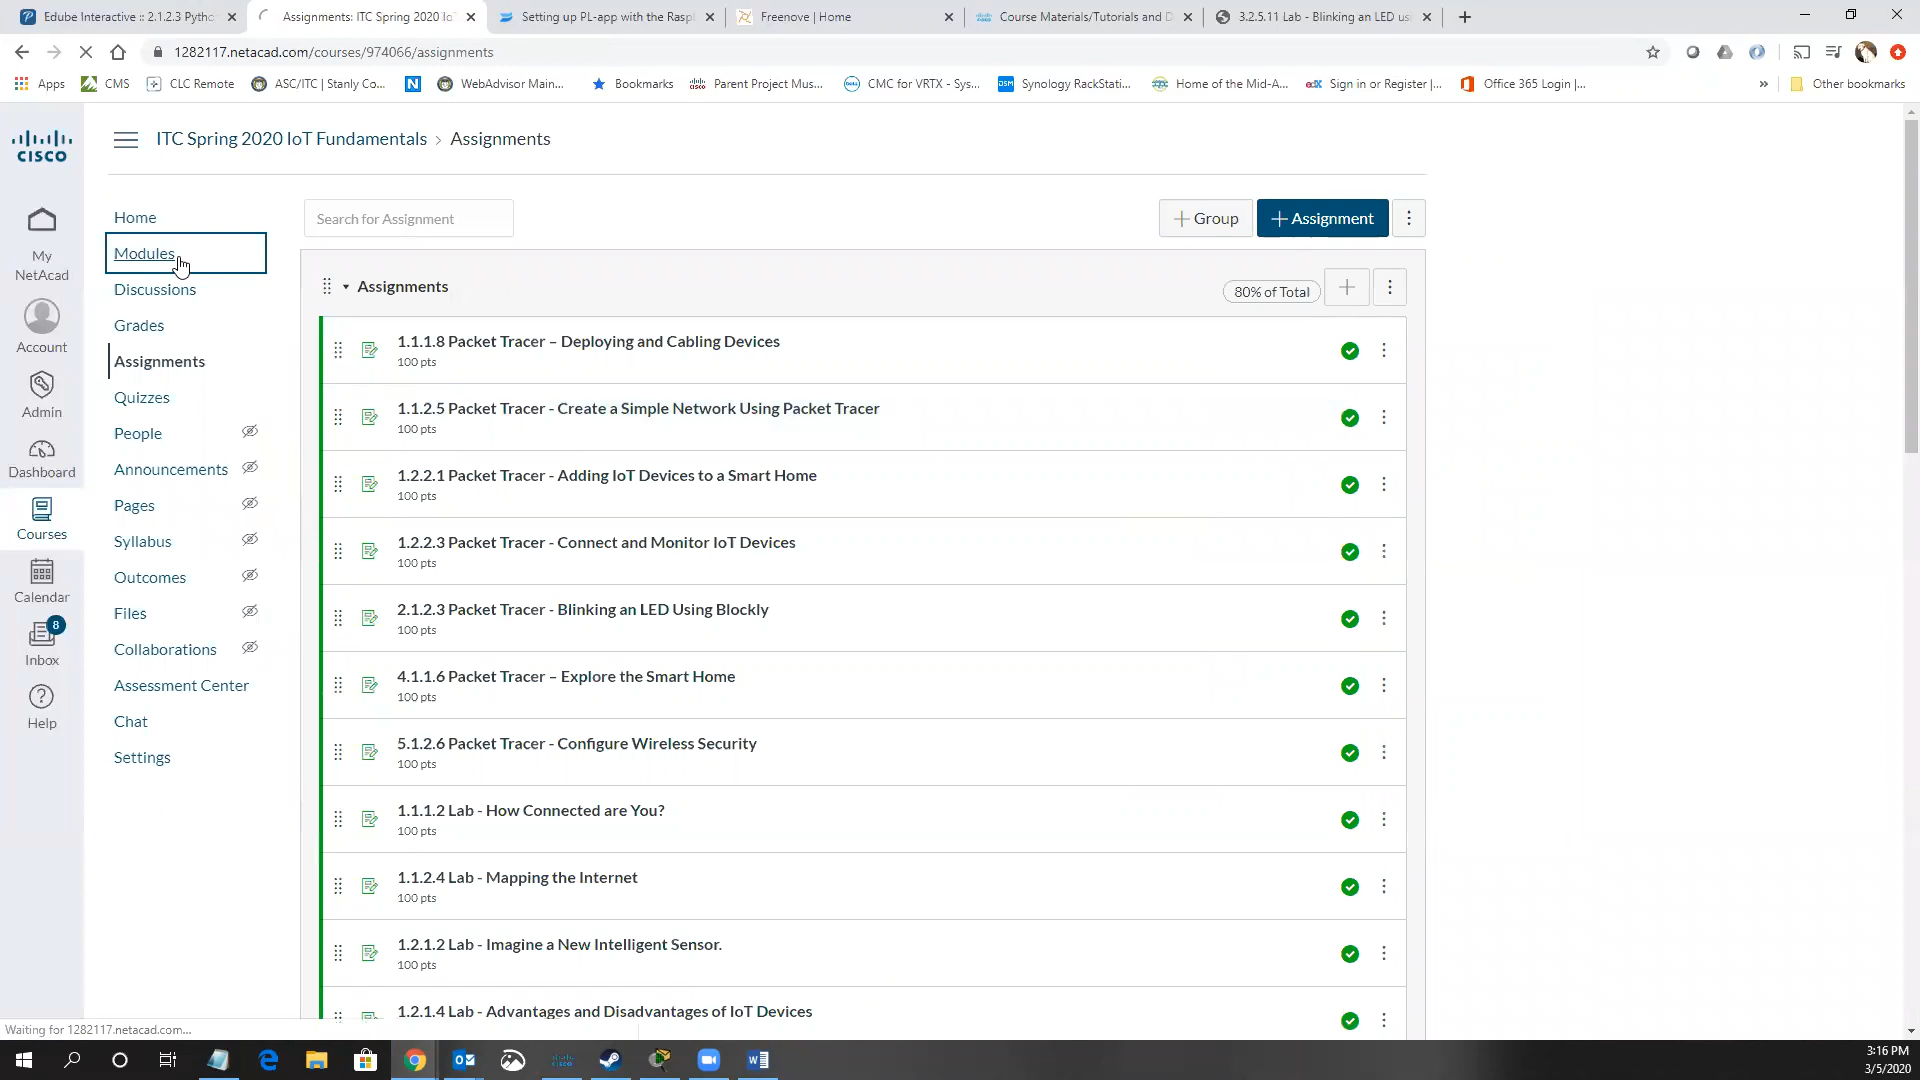 Edube Interactive :: 2.1.2.3 Pytho
Assignments: ITC Spring 2020 Io
Setting up PL-app with the Rasp
Freenove | Home
Course Materials/Tutorials and D
3.2.5.11 Lab - Blinking an LED us
1282117.netacad.com/courses/974066/assignments
Apps
CMS
CLC Remote
ASC/ITC | Stanly Co...
WebAdvisor Main...
Bookmarks
Parent Project Mus...
CMC for VRTX - Sys...
Synology RackStati...
Home of the Mid-A...
Sign in or Register |...
Office 365 Login |...
»
Other bookmarks
CISCO
ITC Spring 2020 IoT Fundamentals › Assignments
My NetAcad
Account
Admin
Dashboard
Courses
Calendar
8
Inbox
Help
Home
Modules
Discussions
Grades
Assignments
Quizzes
People
Announcements
Pages
Syllabus
Outcomes
Files
Collaborations
Assessment Center
Chat
Settings
Search for Assignment
+ Group
+ Assignment
Assignments
80% of Total
1.1.1.8 Packet Tracer – Deploying and Cabling Devices
100 pts
1.1.2.5 Packet Tracer - Create a Simple Network Using Packet Tracer
100 pts
1.2.2.1 Packet Tracer - Adding IoT Devices to a Smart Home
100 pts
1.2.2.3 Packet Tracer - Connect and Monitor IoT Devices
100 pts
2.1.2.3 Packet Tracer - Blinking an LED Using Blockly
100 pts
4.1.1.6 Packet Tracer – Explore the Smart Home
100 pts
5.1.2.6 Packet Tracer - Configure Wireless Security
100 pts
1.1.1.2 Lab - How Connected are You?
100 pts
1.1.2.4 Lab - Mapping the Internet
100 pts
1.2.1.2 Lab - Imagine a New Intelligent Sensor.
100 pts
1.2.1.4 Lab - Advantages and Disadvantages of IoT Devices
Waiting for 1282117.netacad.com...
3:16 PM
3/5/2020